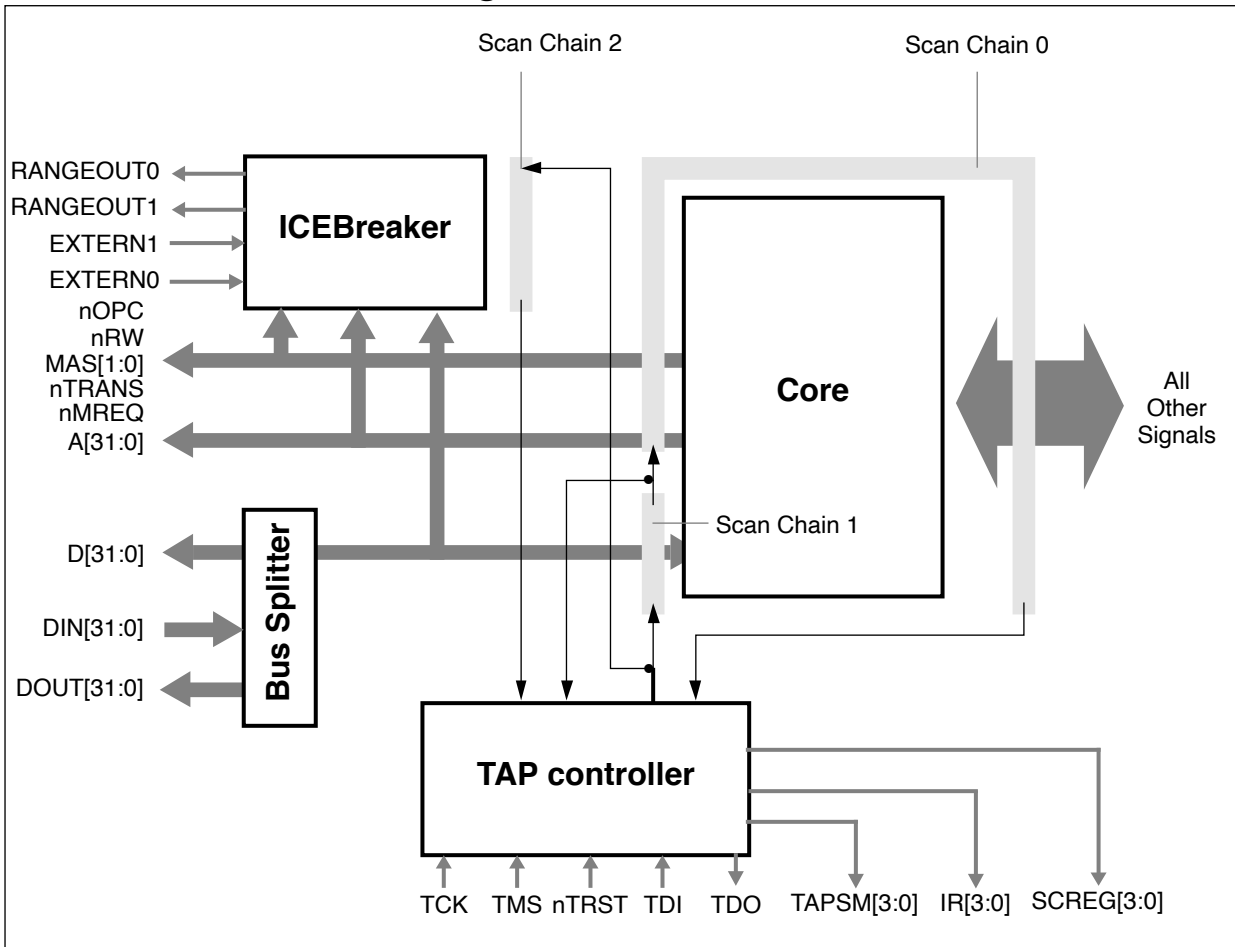 Scan Chain 2
Scan Chain 0
RANGEOUT0
RANGEOUT1
EXTERN1
EXTERN0
nOPC
nRW
MAS[1:0]
nTRANS
nMREQ
A[31:0]
ICEBreaker
Core
All
Other
Signals
Scan Chain 1
D[31:0]
DIN[31:0]
DOUT[31:0]
Bus Splitter
TAP controller
TCK
TMS
nTRST
TDI
TDO
TAPSM[3:0]
IR[3:0]
SCREG[3:0]